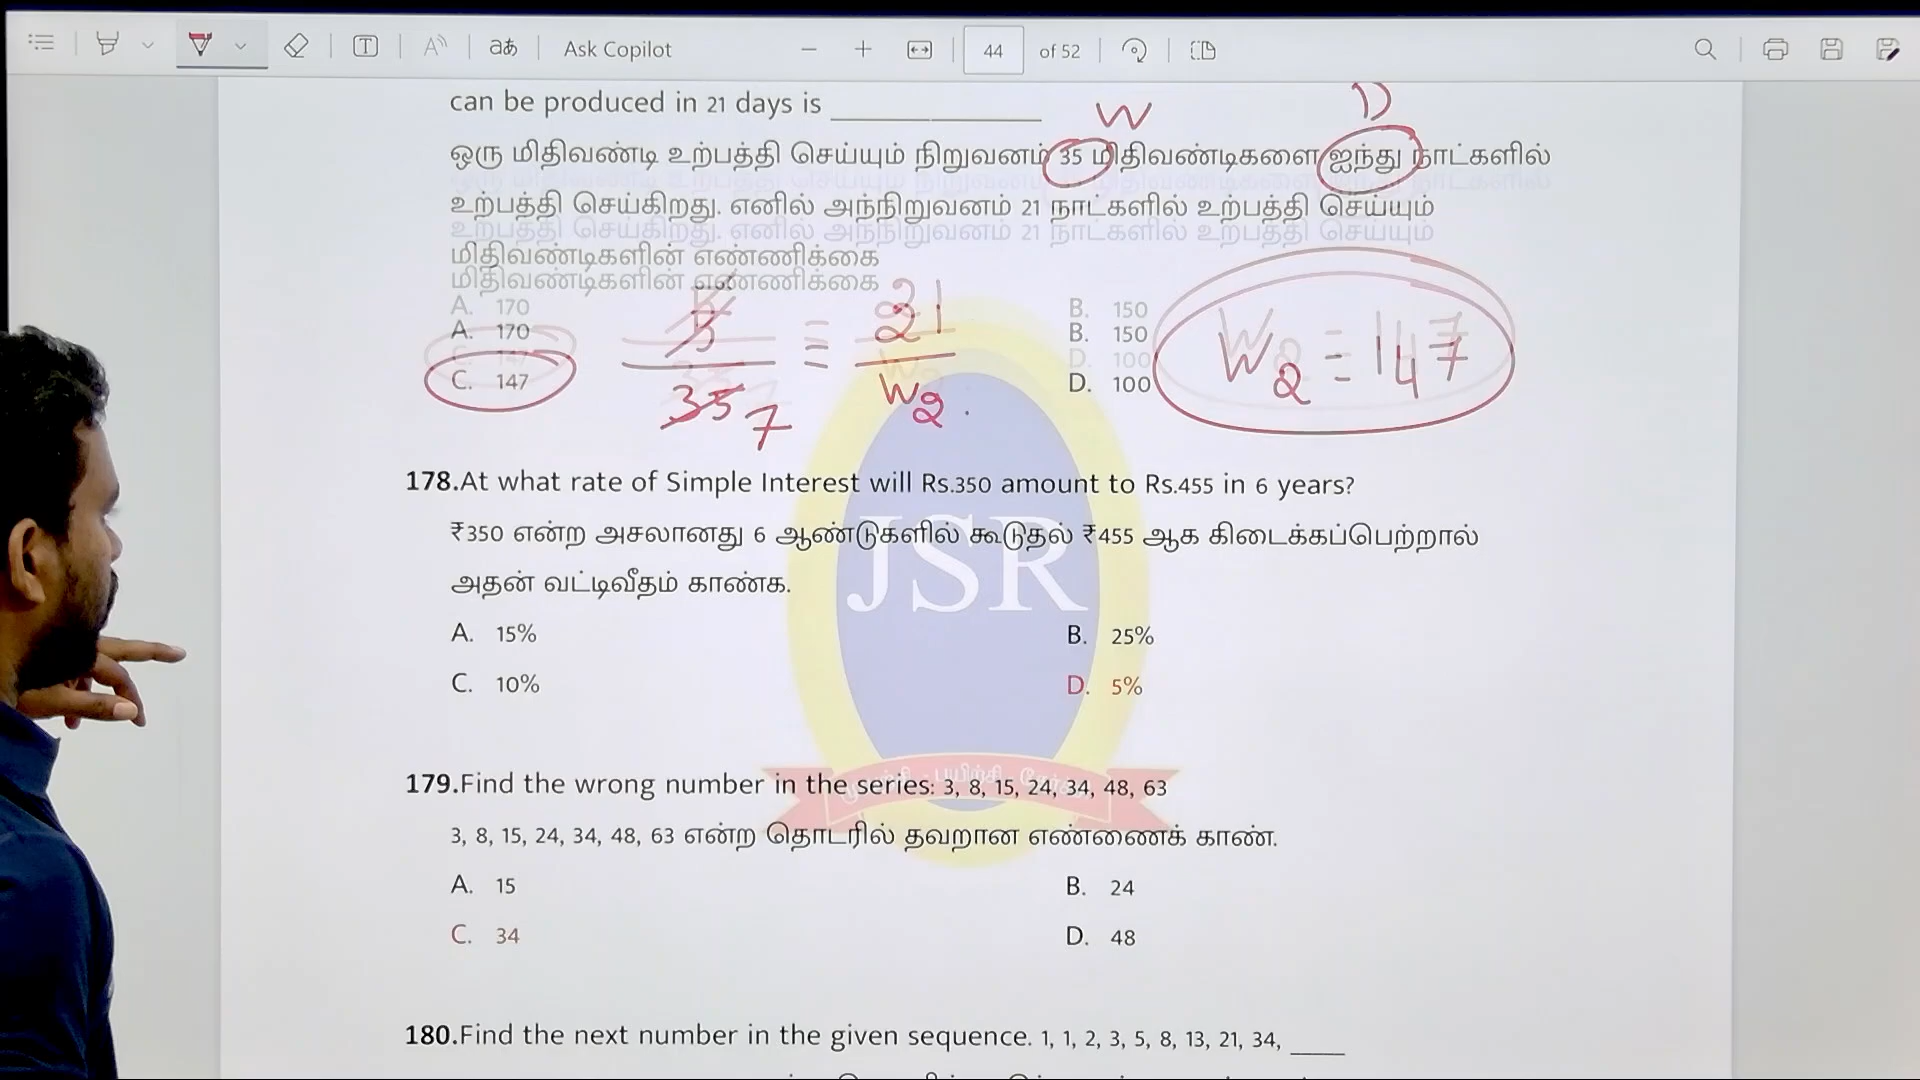 Ask Copilot
44 of 52
can be produced in 21 days is ____________
W D
ஒரு மிதிவண்டி உற்பத்தி செய்யும் நிறுவனம் 35 மிதிவண்டிகளை ஐந்து நாட்களில்
உற்பத்தி செய்கிறது. எனில் அந்நிறுவனம் 21 நாட்களில் உற்பத்தி செய்யும்
மிதிவண்டிகளின் எண்ணிக்கை
A. 170
B. 150
C. 147
D. 100
5 = 21
35 7 W2
W2 = 147
178.At what rate of Simple Interest will Rs.350 amount to Rs.455 in 6 years?
₹350 என்ற அசலானது 6 ஆண்டுகளில் கூடுதல் ₹455 ஆக கிடைக்கப்பெற்றால்
அதன் வட்டிவீதம் காண்க.
JSR
A. 15%
B. 25%
C. 10%
D. 5%
179.Find the wrong number in the series: 3, 8, 15, 24, 34, 48, 63
3, 8, 15, 24, 34, 48, 63 என்ற தொடரில் தவறான எண்ணைக் காண்.
A. 15
B. 24
C. 34
D. 48
180.Find the next number in the given sequence. 1, 1, 2, 3, 5, 8, 13, 21, 34, ____